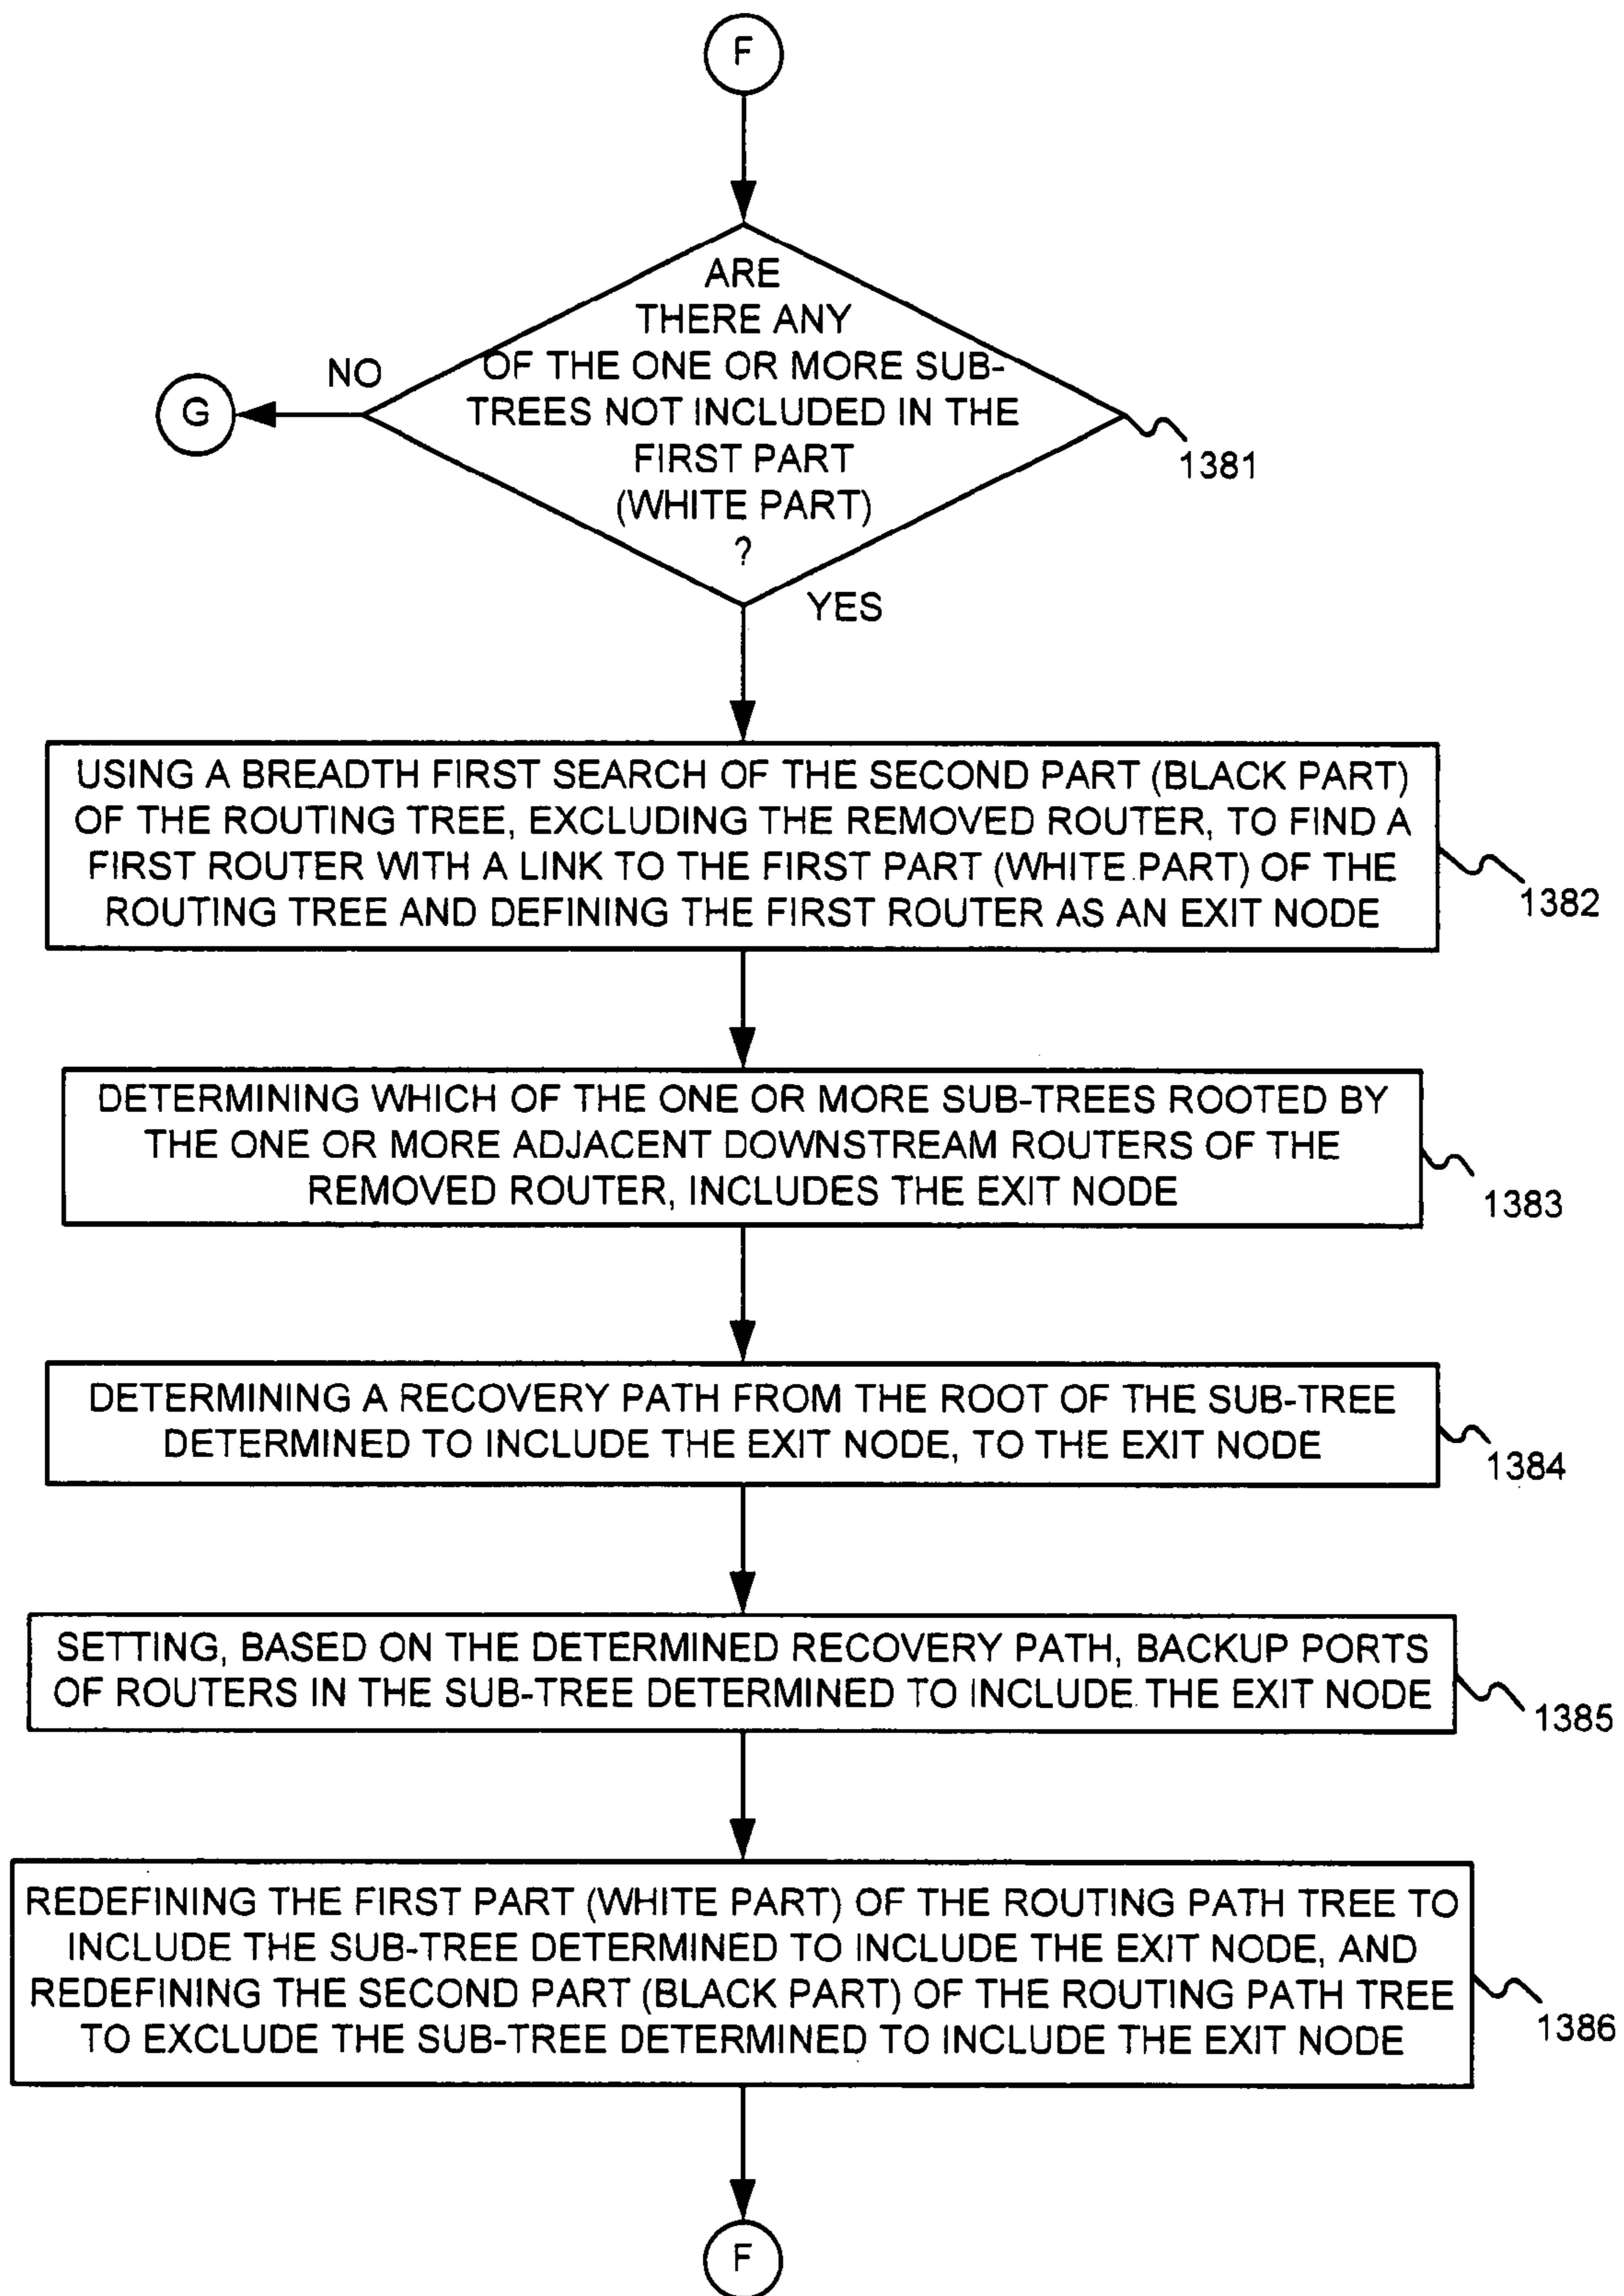 F
ARE
THERE ANY
OF THE ONE OR MORE SUB-
NO
TREES NOT INCLUDED IN THE
G
FIRST PART
1381
(WHITE PART)
?
YES
USING A BREADTH FIRST SEARCH OF THE SECOND PART (BLACK PART)
OF THE ROUTING TREE, EXCLUDING THE REMOVED ROUTER, TO FIND A
FIRST ROUTER WITH A LINK TO THE FIRST PART (WHITE PART) OF THE
ROUTING TREE AND DEFINING THE FIRST ROUTER AS AN EXIT NODE
1382
DETERMINING WHICH OF THE ONE OR MORE SUB-TREES ROOTED BY
THE ONE OR MORE ADJACENT DOWNSTREAM ROUTERS OF THE
REMOVED ROUTER, INCLUDES THE EXIT NODE
1383
DETERMINING A RECOVERY PATH FROM THE ROOT OF THE SUB-TREE
DETERMINED TO INCLUDE THE EXIT NODE, TO THE EXIT NODE
1384
SETTING, BASED ON THE DETERMINED RECOVERY PATH, BACKUP PORTS
OF ROUTERS IN THE SUB-TREE DETERMINED TO INCLUDE THE EXIT NODE
1385
REDEFINING THE FIRST PART (WHITE PART) OF THE ROUTING PATH TREE TO
INCLUDE THE SUB-TREE DETERMINED TO INCLUDE THE EXIT NODE, AND
REDEFINING THE SECOND PART (BLACK PART) OF THE ROUTING PATH TREE
TO EXCLUDE THE SUB-TREE DETERMINED TO INCLUDE THE EXIT NODE
1386
F